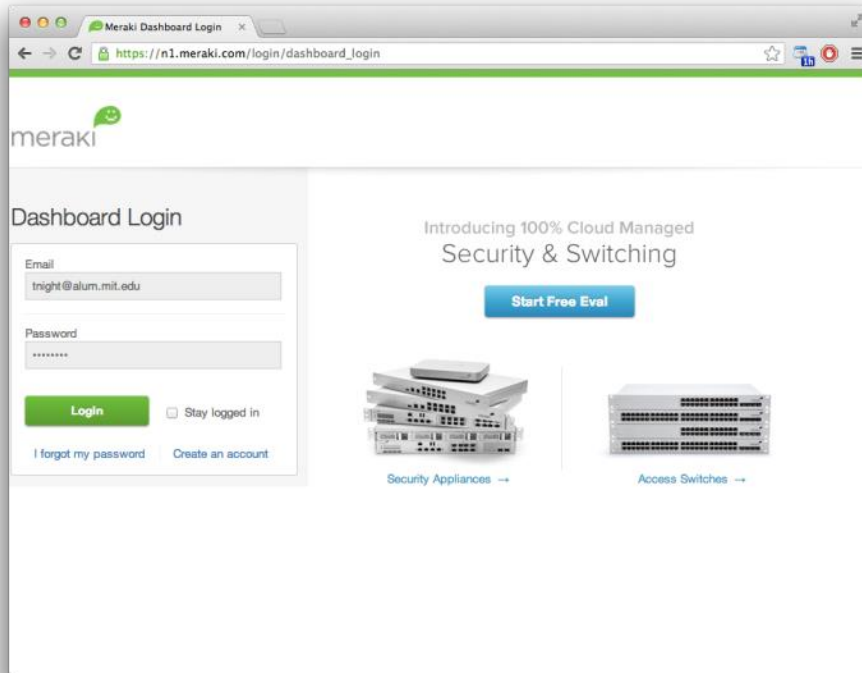 Meraki Dashboard Login
https://n1.meraki.com/login/dashboard_login
1h
meraki
Dashboard Login
Email
tnight@alum.mit.edu
Password
••••••••
Login
Stay logged in
I forgot my password
Create an account
Introducing 100% Cloud Managed
Security & Switching
Start Free Eval
Security Appliances →
Access Switches →